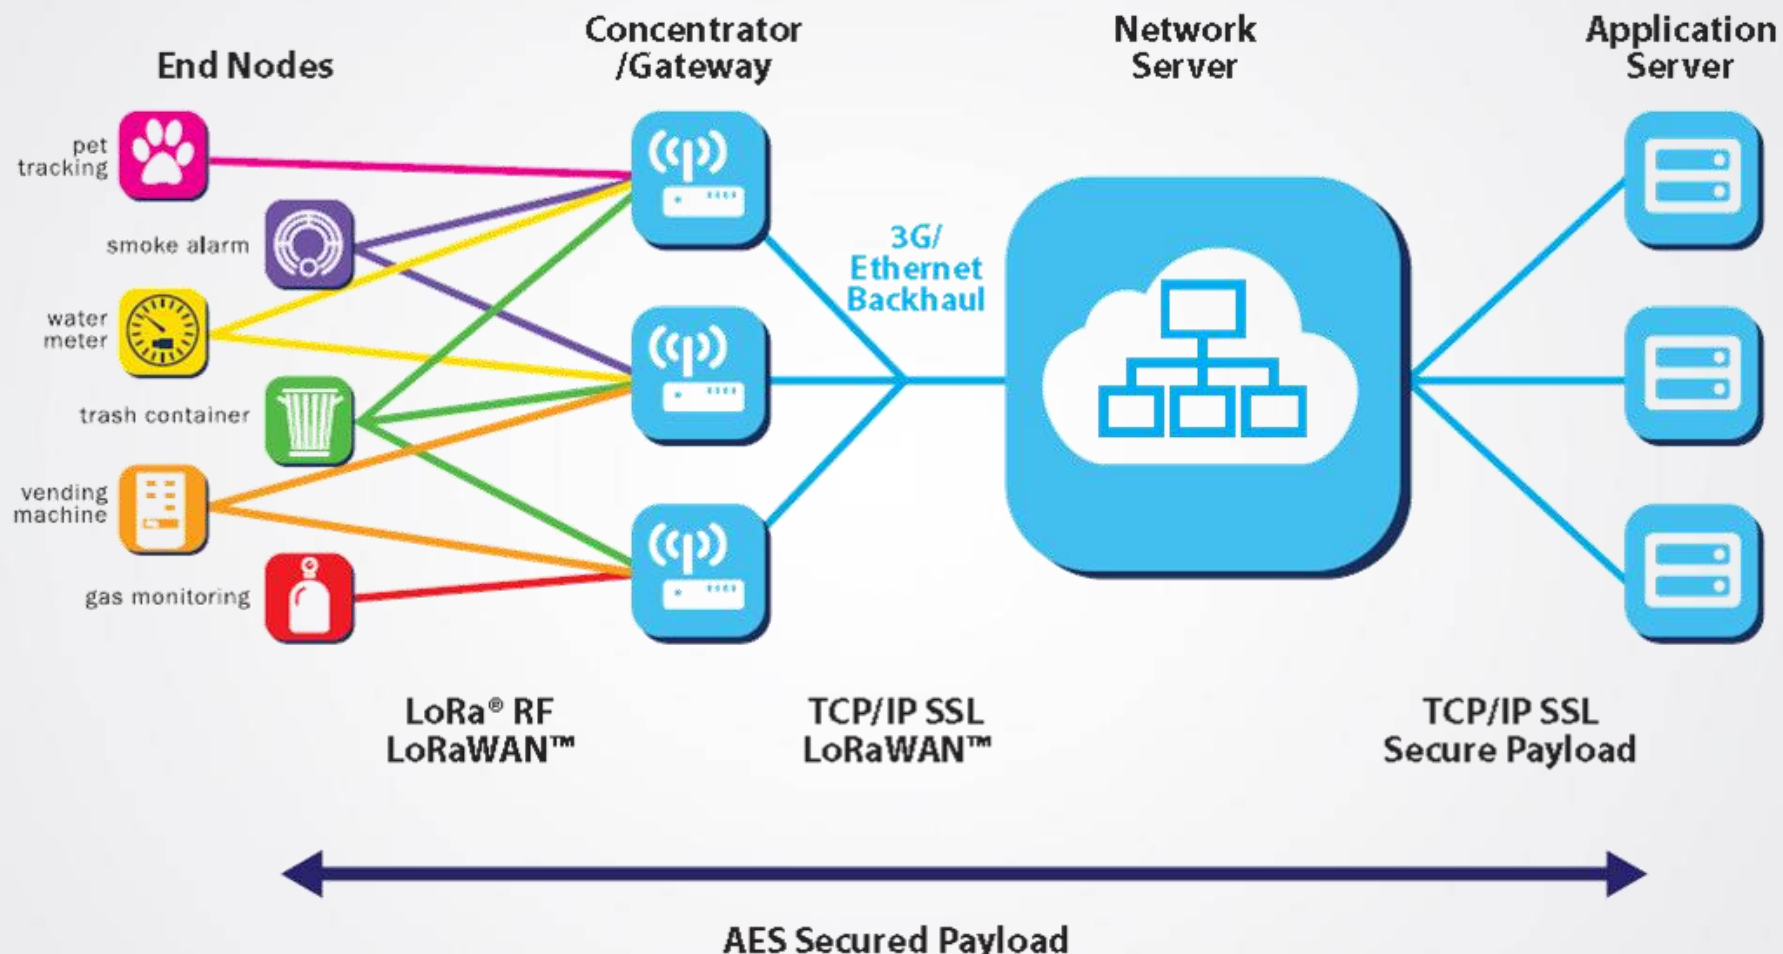 End Nodes
Concentrator
/Gateway
Network
Server
Application
Server
pet
tracking
smoke alarm
water
meter
trash container
vending
machine
gas monitoring
3G/
Ethernet
Backhaul
LoRa® RF
LoRaWAN™
TCP/IP SSL
LoRaWAN™
TCP/IP SSL
Secure Payload
AES Secured Payload